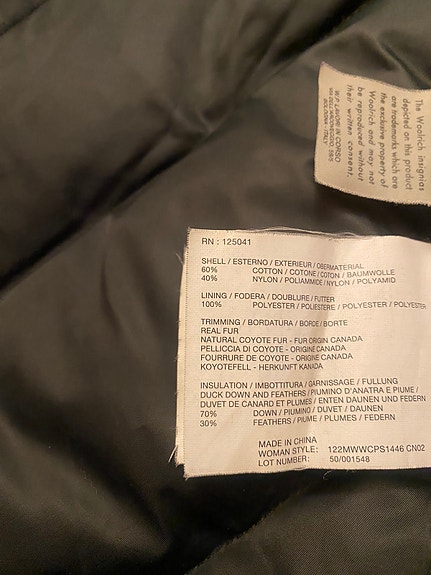 The Woolrich insignias
depicted on this product
are trademarks which are
the exclusive property of
Woolrich and may not
be reproduced without
their written consent.
W.P. LAVORI IN CORSO
BOLOGNA - ITALY
RN : 125041
SHELL / ESTERNO / EXTERIEUR / OBERMATERIAL
60% COTTON / COTONE / COTON / BAUMWOLLE
40% NYLON / POLIAMMIDE / NYLON / POLYAMID
LINING / FODERA / DOUBLURE / FUTTER
100% POLYESTER / POLIESTERE / POLYESTER / POLYESTER
TRIMMING / BORDATURA / BORDE / BORTE
REAL FUR
NATURAL COYOTE FUR - FUR ORIGIN CANADA
PELLICCIA DI COYOTE - ORIGINE CANADA
FOURRURE DE COYOTE - ORIGINE CANADA
KOYOTEFELL - HERKUNFT KANADA
INSULATION / IMBOTTITURA / GARNISSAGE / FULLUNG
DUCK DOWN AND FEATHERS / PIUMINO D'ANATRA E PIUME /
DUVET DE CANARD ET PLUMES / ENTEN DAUNEN UND FEDERN
70% DOWN / PIUMINO / DUVET / DAUNEN
30% FEATHERS / PIUME / PLUMES / FEDERN
MADE IN CHINA
WOMAN STYLE: 122MWWCPS1446 CN02
LOT NUMBER: 50/001548